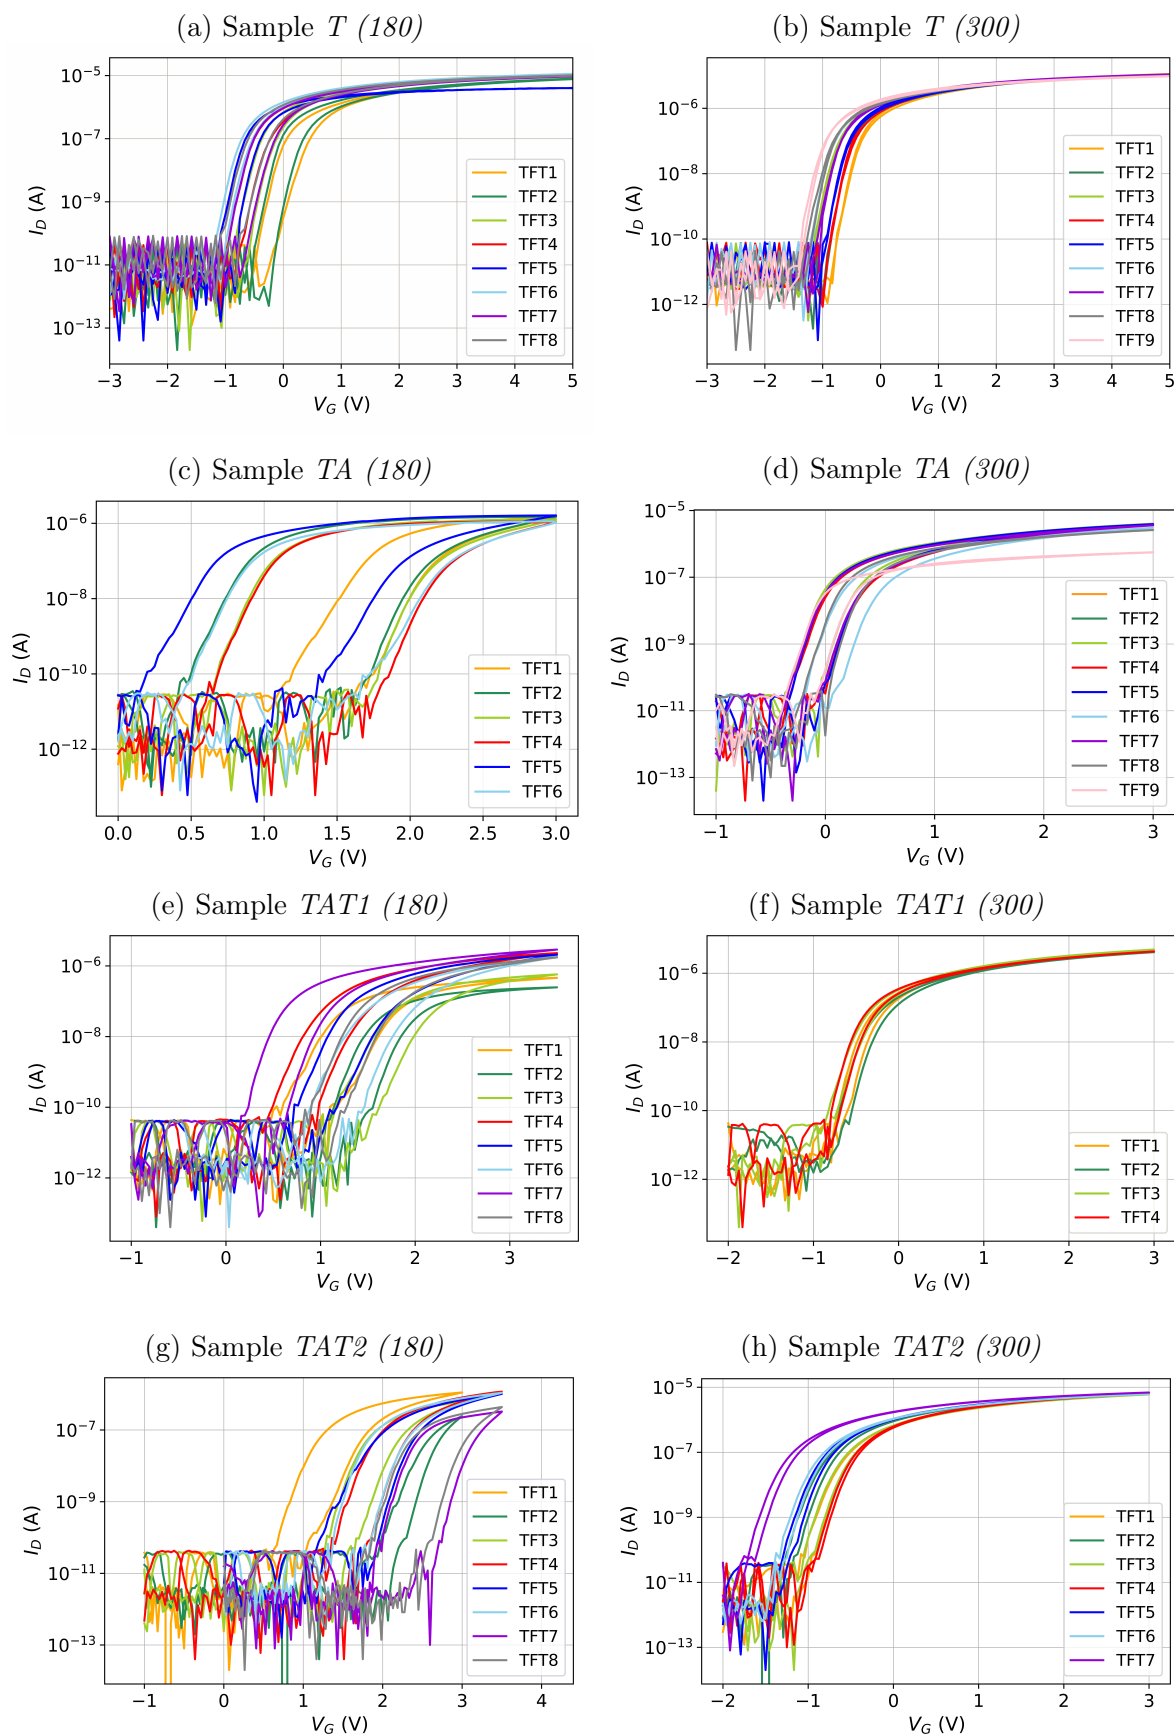 (a) Sample T (180)
10⁻⁵
10⁻⁷
10⁻⁹
10⁻¹¹
10⁻¹³
I_D (A)
−3 −2 −1 0 1 2 3 4 5
V_G (V)
TFT1
TFT2
TFT3
TFT4
TFT5
TFT6
TFT7
TFT8
(b) Sample T (300)
10⁻⁶
10⁻⁸
10⁻¹⁰
10⁻¹²
I_D (A)
−3 −2 −1 0 1 2 3 4 5
V_G (V)
TFT1
TFT2
TFT3
TFT4
TFT5
TFT6
TFT7
TFT8
TFT9
(c) Sample TA (180)
10⁻⁶
10⁻⁸
10⁻¹⁰
10⁻¹²
I_D (A)
0.0 0.5 1.0 1.5 2.0 2.5 3.0
V_G (V)
TFT1
TFT2
TFT3
TFT4
TFT5
TFT6
(d) Sample TA (300)
10⁻⁵
10⁻⁷
10⁻⁹
10⁻¹¹
10⁻¹³
I_D (A)
−1 0 1 2 3
V_G (V)
TFT1
TFT2
TFT3
TFT4
TFT5
TFT6
TFT7
TFT8
TFT9
(e) Sample TAT1 (180)
10⁻⁶
10⁻⁸
10⁻¹⁰
10⁻¹²
I_D (A)
−1 0 1 2 3
V_G (V)
TFT1
TFT2
TFT3
TFT4
TFT5
TFT6
TFT7
TFT8
(f) Sample TAT1 (300)
10⁻⁶
10⁻⁸
10⁻¹⁰
10⁻¹²
I_D (A)
−2 −1 0 1 2 3
V_G (V)
TFT1
TFT2
TFT3
TFT4
(g) Sample TAT2 (180)
10⁻⁷
10⁻⁹
10⁻¹¹
10⁻¹³
I_D (A)
−1 0 1 2 3 4
V_G (V)
TFT1
TFT2
TFT3
TFT4
TFT5
TFT6
TFT7
TFT8
(h) Sample TAT2 (300)
10⁻⁵
10⁻⁷
10⁻⁹
10⁻¹¹
10⁻¹³
I_D (A)
−2 −1 0 1 2 3
V_G (V)
TFT1
TFT2
TFT3
TFT4
TFT5
TFT6
TFT7